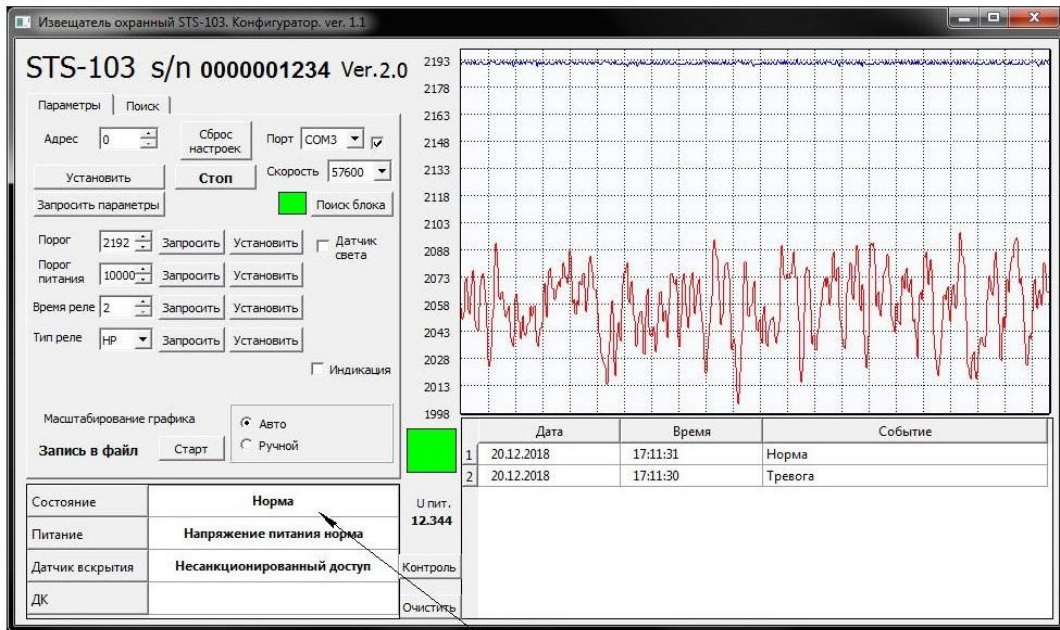 Извещатель охранный STS-103. Конфигуратор. ver. 1.1
STS-103 s/n 0000001234 Ver.2.0
Параметры Поиск
Адрес 0 Сброс настроек Порт COM3
Установить Стоп Скорость 57600
Запросить параметры Поиск блока
Порог 2192 Запросить Установить Датчик света
Порог питания 10000 Запросить Установить
Время реле 2 Запросить Установить
Тип реле НР Запросить Установить
Индикация
Масштабирование графика Авто
Ручной
Запись в файл Старт
2193
2178
2163
2148
2133
2118
2103
2088
2073
2058
2043
2028
2013
1998
Дата Время Событие
1 20.12.2018 17:11:31 Норма
2 20.12.2018 17:11:30 Тревога
Состояние Норма
Питание Напряжение питания норма
Датчик вскрытия Несанкционированный доступ
ДК
U пит.
12.344
Контроль
Очистить